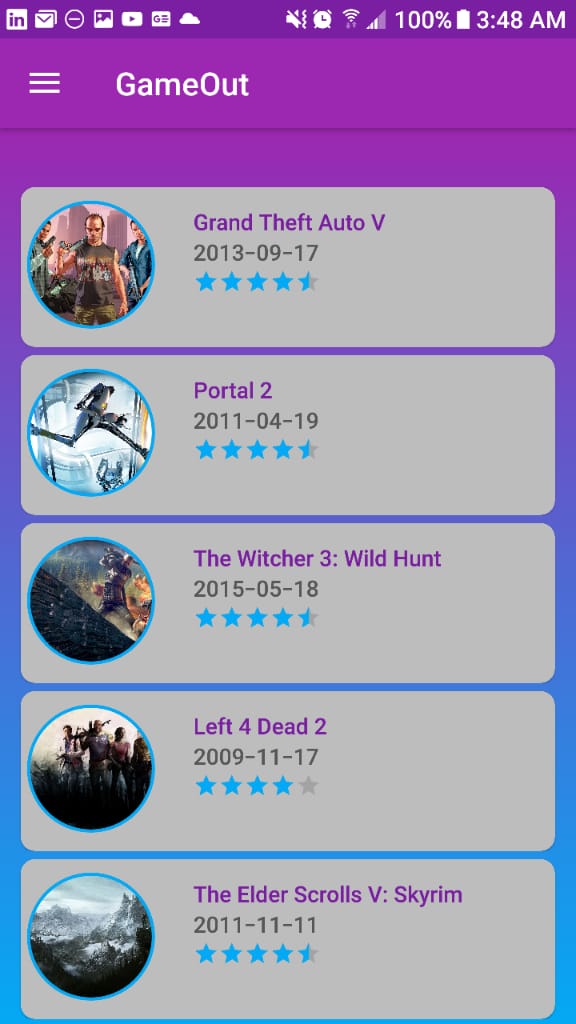 100% 3:48 AM
GameOut
Grand Theft Auto V
2013-09-17
Portal 2
2011-04-19
The Witcher 3: Wild Hunt
2015-05-18
Left 4 Dead 2
2009-11-17
The Elder Scrolls V: Skyrim
2011-11-11